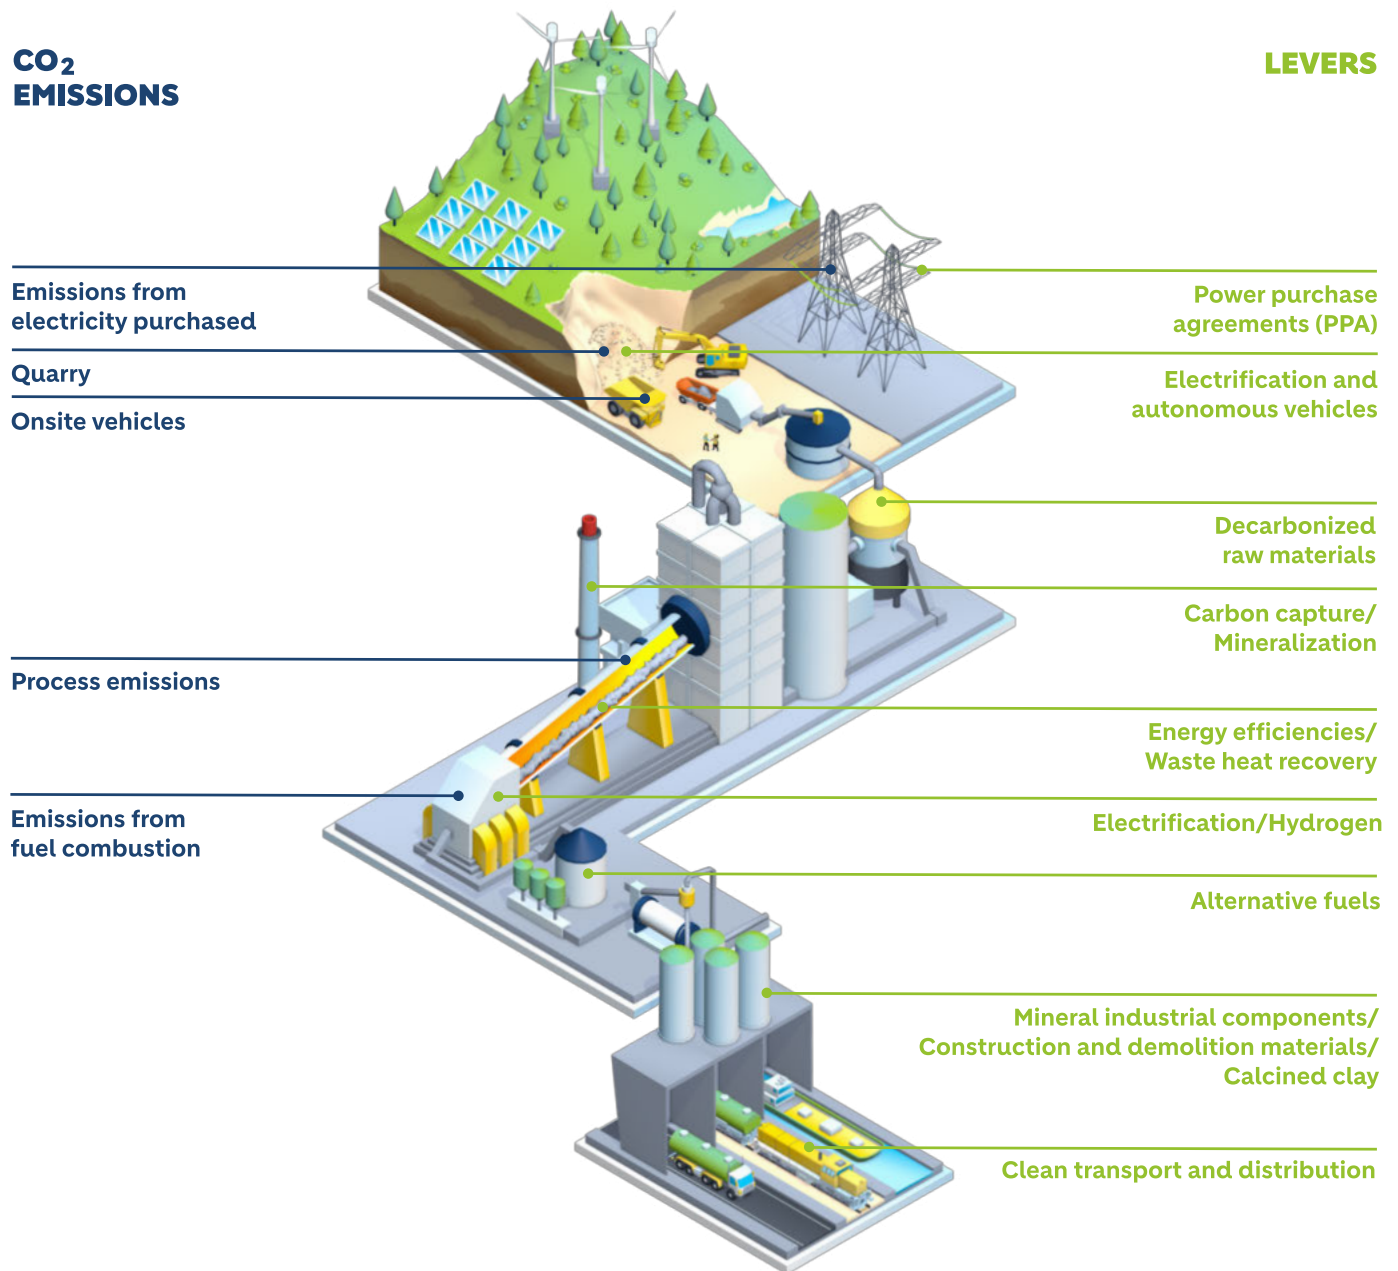 CO₂
EMISSIONS
Emissions from
electricity purchased
Quarry
Onsite vehicles
Process emissions
Emissions from
fuel combustion
LEVERS
Power purchase
agreements (PPA)
Electrification and
autonomous vehicles
Decarbonized
raw materials
Carbon capture/
Mineralization
Energy efficiencies/
Waste heat recovery
Electrification/Hydrogen
Alternative fuels
Mineral industrial components/
Construction and demolition materials/
Calcined clay
Clean transport and distribution